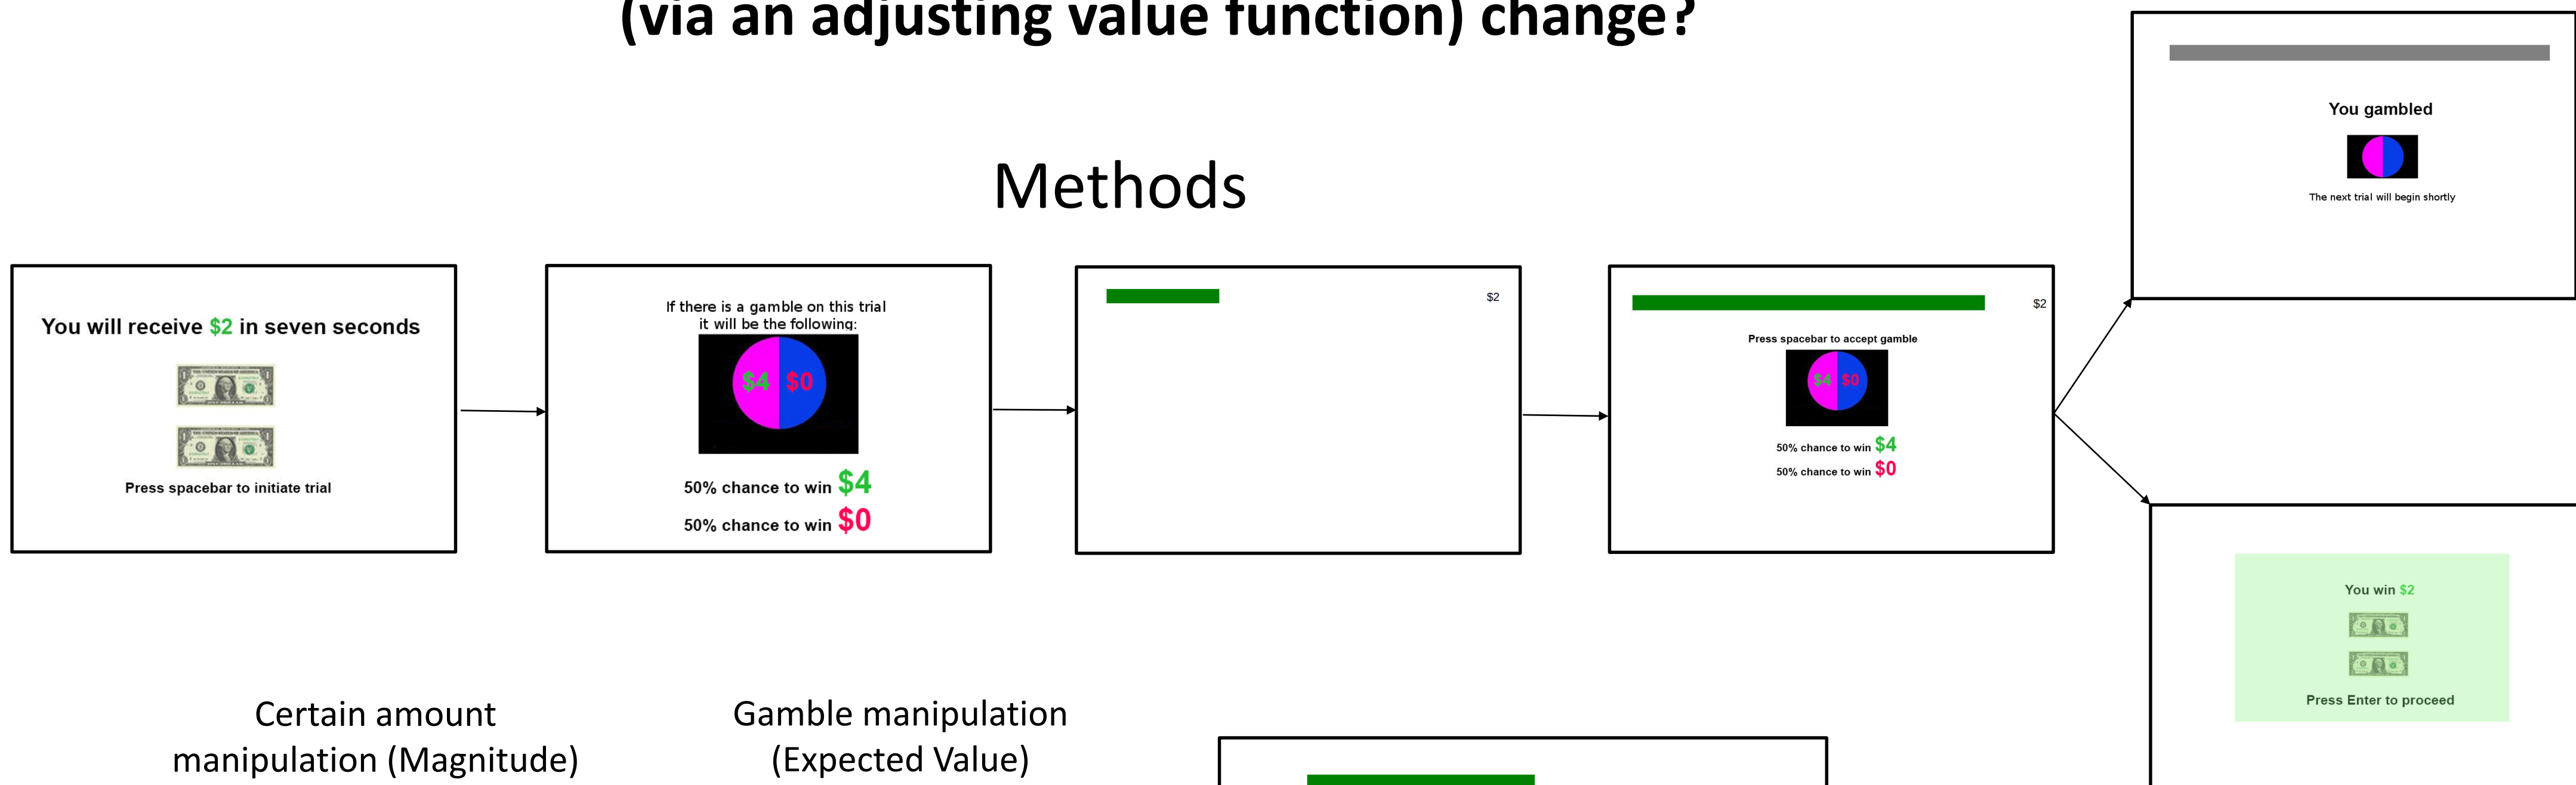 (via an adjusting value function) change?
Methods
You will receive $2 in seven seconds
Press spacebar to initiate trial
If there is a gamble on this trial
it will be the following:
$4 $0
50% chance to win $4
50% chance to win $0
$2
$2
Press spacebar to accept gamble
$4 $0
50% chance to win $4
50% chance to win $0
You gambled
The next trial will begin shortly
You win $2
Press Enter to proceed
Certain amount
manipulation (Magnitude)
Gamble manipulation
(Expected Value)